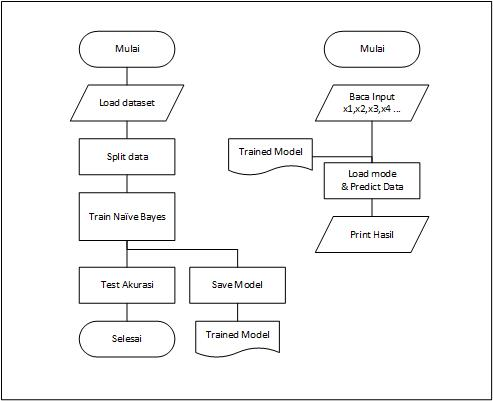 Mulai
Load dataset
Split data
Train Naïve Bayes
Test Akurasi
Save Model
Selesai
Trained Model
Mulai
Baca Input
x1,x2,x3,x4 ...
Trained Model
Load mode
& Predict Data
Print Hasil